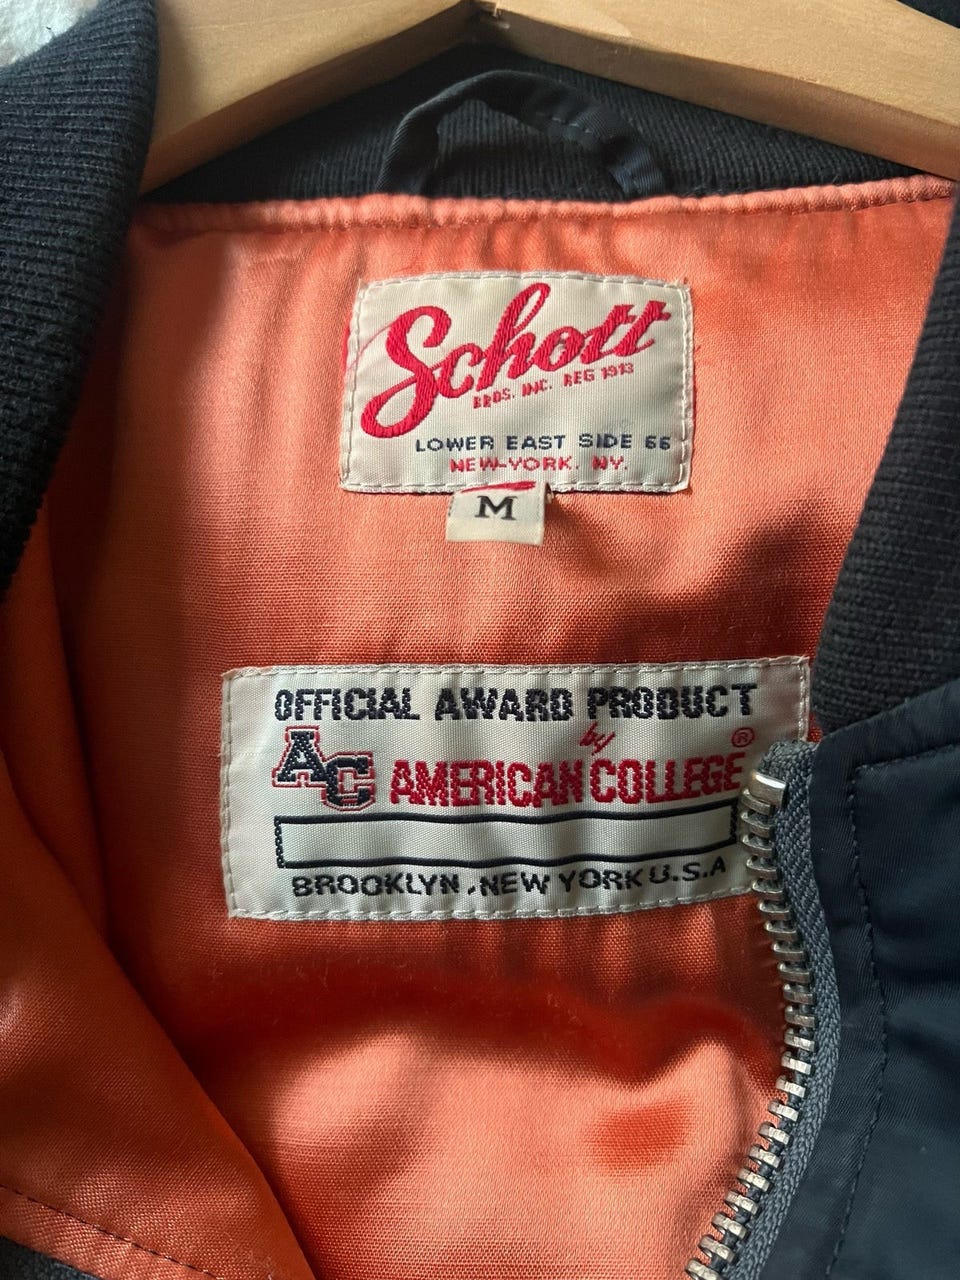 Schott
BROS. INC. REG 1913
LOWER EAST SIDE 66
NEW-YORK. NY.
M
OFFICIAL AWARD PRODUCT
by
AC AMERICAN COLLEGE®
BROOKLYN.NEW YORK U.S.A